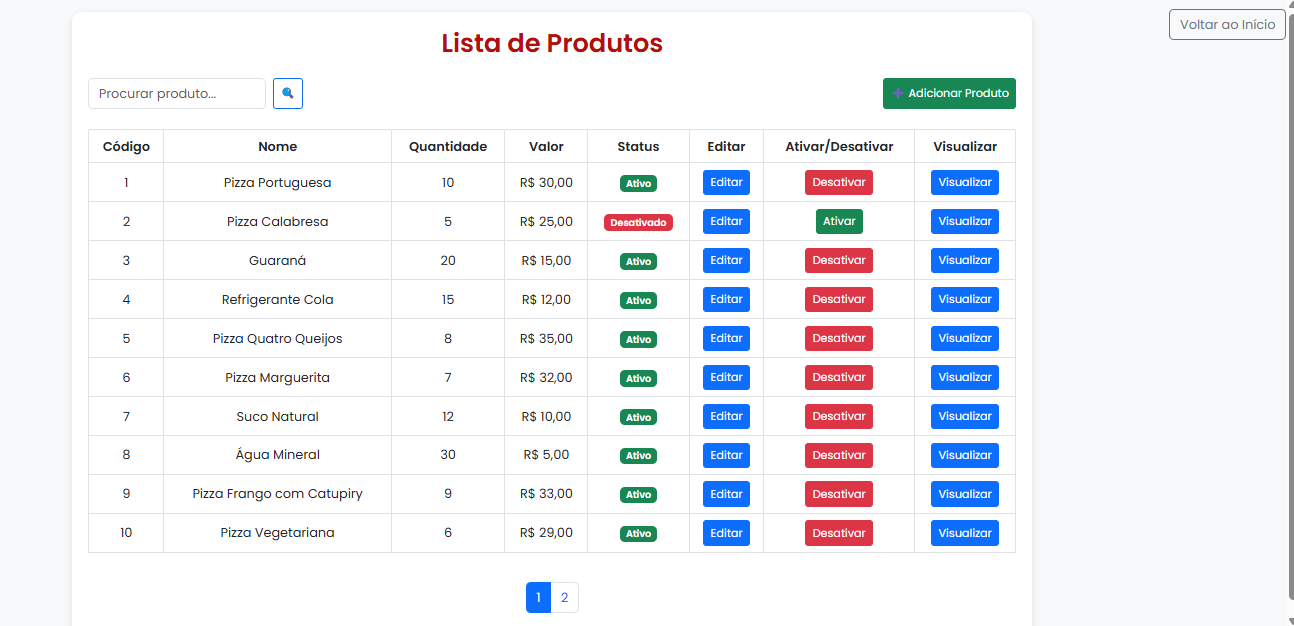 Voltar ao Início
Lista de Produtos
Procurar produto...
Adicionar Produto
Código Nome Quantidade Valor Status Editar Ativar/Desativar Visualizar
1 Pizza Portuguesa 10 R$ 30,00 Ativo Editar Desativar Visualizar
2 Pizza Calabresa 5 R$ 25,00 Desativado Editar Ativar Visualizar
3 Guaraná 20 R$ 15,00 Ativo Editar Desativar Visualizar
4 Refrigerante Cola 15 R$ 12,00 Ativo Editar Desativar Visualizar
5 Pizza Quatro Queijos 8 R$ 35,00 Ativo Editar Desativar Visualizar
6 Pizza Marguerita 7 R$ 32,00 Ativo Editar Desativar Visualizar
7 Suco Natural 12 R$ 10,00 Ativo Editar Desativar Visualizar
8 Água Mineral 30 R$ 5,00 Ativo Editar Desativar Visualizar
9 Pizza Frango com Catupiry 9 R$ 33,00 Ativo Editar Desativar Visualizar
10 Pizza Vegetariana 6 R$ 29,00 Ativo Editar Desativar Visualizar
1 2